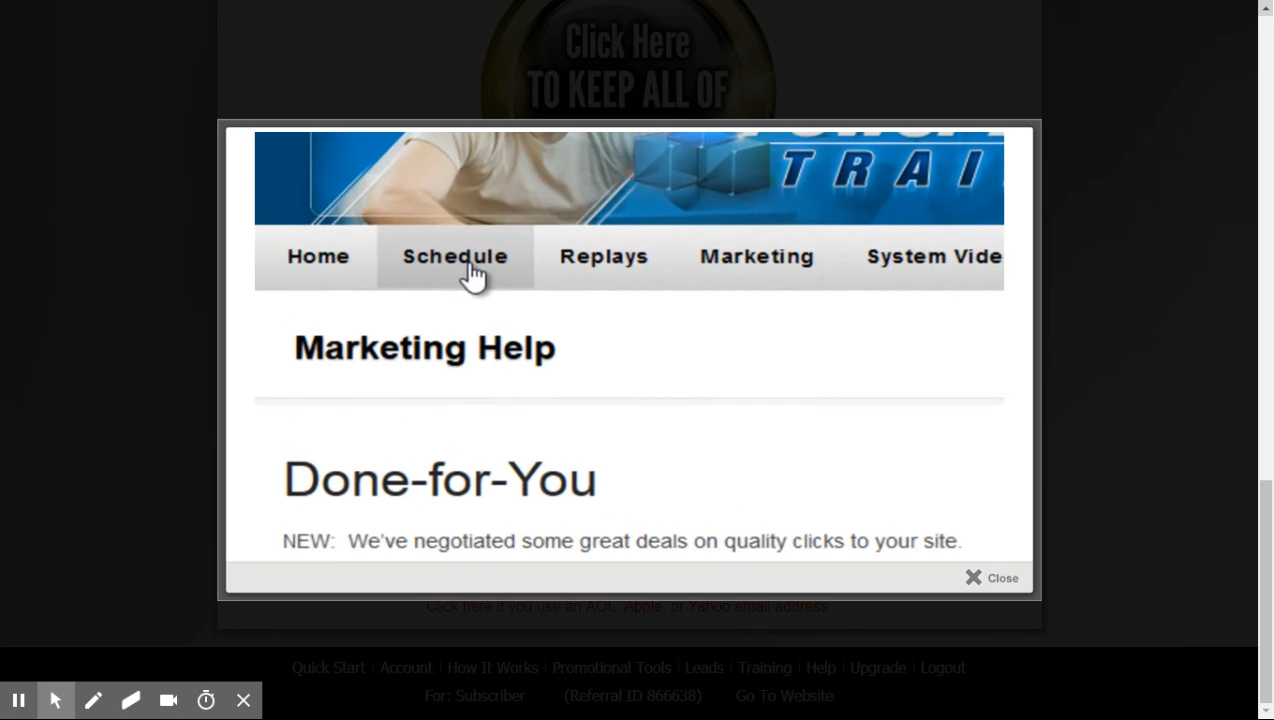 Click Here
TO KEEP ALL OF
TRAI
Home Schedule Replays Marketing System Vide
Marketing Help
Done-for-You
NEW: We've negotiated some great deals on quality clicks to your site.
Close
Click here if you use an AOL, Apple, or Yahoo email address
Quick Start | Account | How It Works | Promotional Tools | Leads | Training | Help | Upgrade | Logout
For: Subscriber (Referral ID 866638) Go To Website